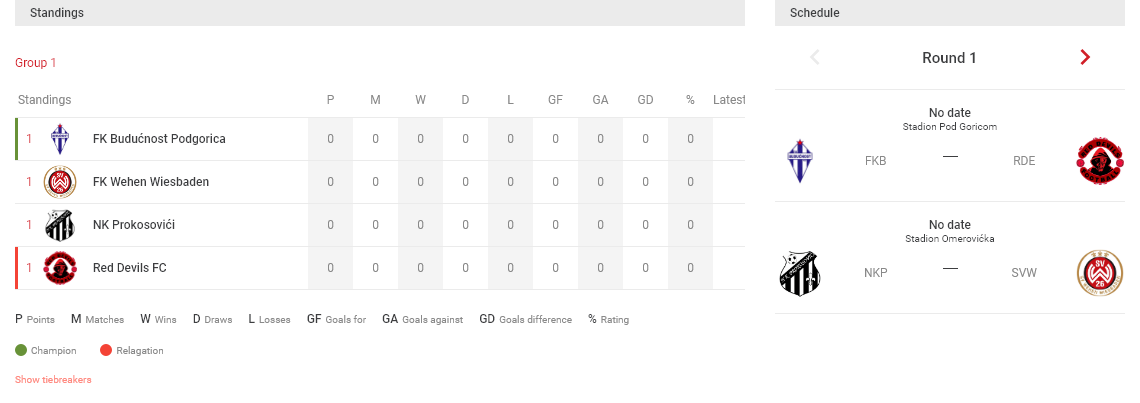 Standings
Group 1
Standings P M W D L GF GA GD % Latest
1 FK Budućnost Podgorica 0 0 0 0 0 0 0 0 0
1 FK Wehen Wiesbaden 0 0 0 0 0 0 0 0 0
1 NK Prokosovići 0 0 0 0 0 0 0 0 0
1 Red Devils FC 0 0 0 0 0 0 0 0 0
P Points M Matches W Wins D Draws L Losses GF Goals for GA Goals against GD Goals difference % Rating
Champion Relagation
Show tiebreakers
Schedule
Round 1
No date
Stadion Pod Goricom
FKB — RDE
No date
Stadion Omerovićka
NKP — SVW
SV
26